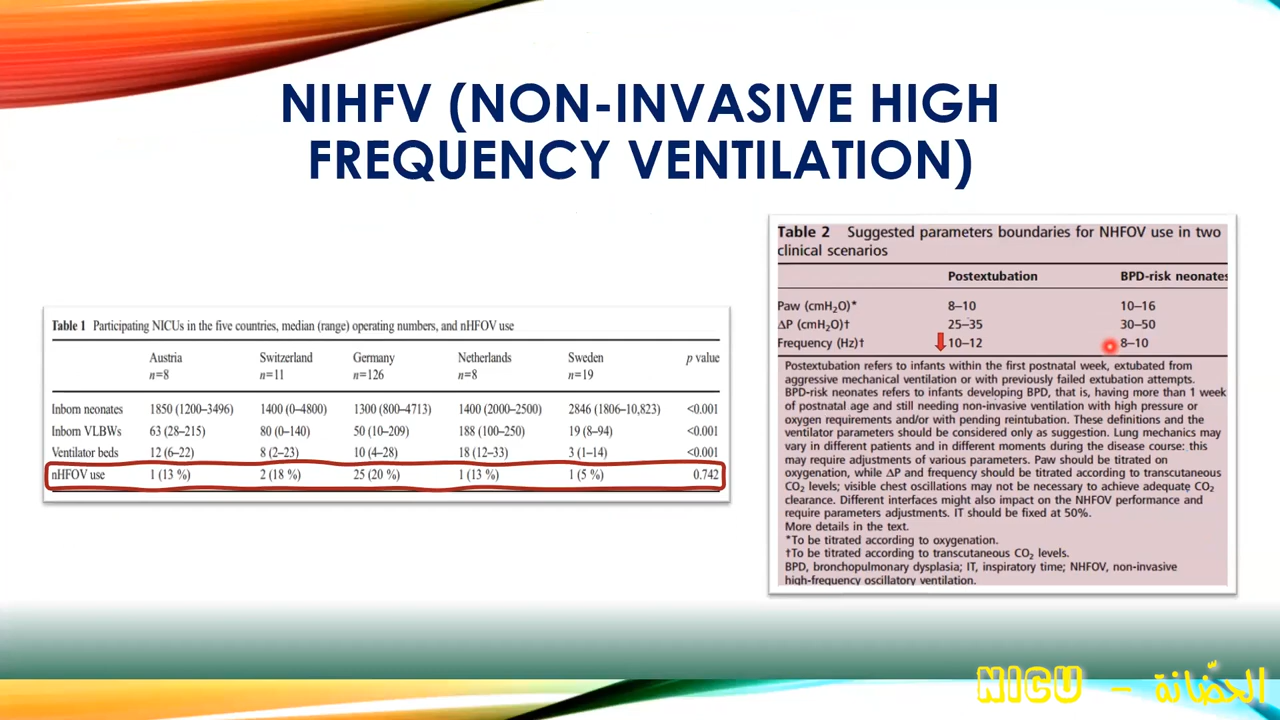 NIHFV (NON-INVASIVE HIGH
FREQUENCY VENTILATION)
Table 1 Participating NICUs in the five countries, median (range) operating numbers, and nHFOV use
Austria Switzerland Germany Netherlands Sweden p value
n=8 n=11 n=126 n=8 n=19
Inborn neonates 1850 (1200–3496) 1400 (0–4800) 1300 (800–4713) 1400 (2000–2500) 2846 (1806–10,823) <0.001
Inborn VLBWs 63 (28–215) 80 (0–140) 50 (10–209) 188 (100–250) 19 (8–94) <0.001
Ventilator beds 12 (6–22) 8 (2–23) 10 (4–28) 18 (12–33) 3 (1–14) <0.001
nHFOV use 1 (13 %) 2 (18 %) 25 (20 %) 1 (13 %) 1 (5 %) 0.742
Table 2 Suggested parameters boundaries for NHFOV use in two
clinical scenarios
Postextubation BPD-risk neonates
Paw (cmH2O)* 8–10 10–16
ΔP (cmH2O)† 25–35 30–50
Frequency (Hz)† 10–12 8–10
Postextubation refers to infants within the first postnatal week, extubated from
aggressive mechanical ventilation or with previously failed extubation attempts.
BPD-risk neonates refers to infants developing BPD, that is, having more than 1 week
of postnatal age and still needing non-invasive ventilation with high pressure or
oxygen requirements and/or with pending reintubation. These definitions and the
ventilator parameters should be considered only as suggestion. Lung mechanics may
vary in different patients and in different moments during the disease course: this
may require adjustments of various parameters. Paw should be titrated on
oxygenation, while ΔP and frequency should be titrated according to transcutaneous
CO2 levels; visible chest oscillations may not be necessary to achieve adequate CO2
clearance. Different interfaces might also impact on the NHFOV performance and
require parameters adjustments. IT should be fixed at 50%.
More details in the text.
*To be titrated according to oxygenation.
†To be titrated according to transcutaneous CO2 levels.
BPD, bronchopulmonary dysplasia; IT, inspiratory time; NHFOV, non-invasive
high-frequency oscillatory ventilation.
NICU - الحضّانة